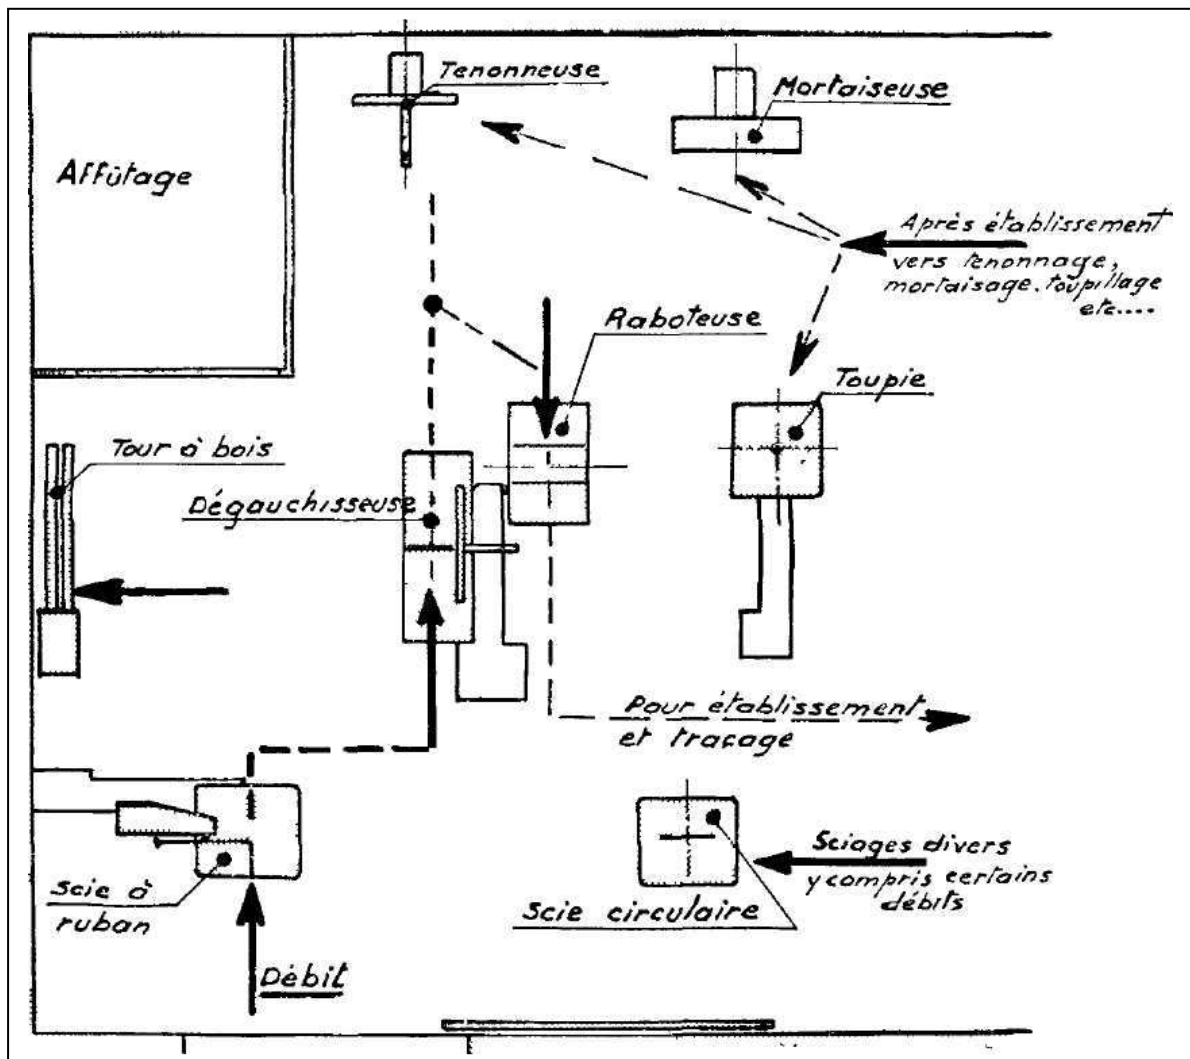 Tenonneuse
Mortaiseuse
Affûtage
Après établissement
vers tenonnage,
mortaisage, toupillage
etc....
Raboteuse
Toupie
Tour à bois
Dégauchisseuse
Pour établissement
et traçage
Scie à
ruban
Sciages divers
y compris certains
débits
Scie circulaire
Débit